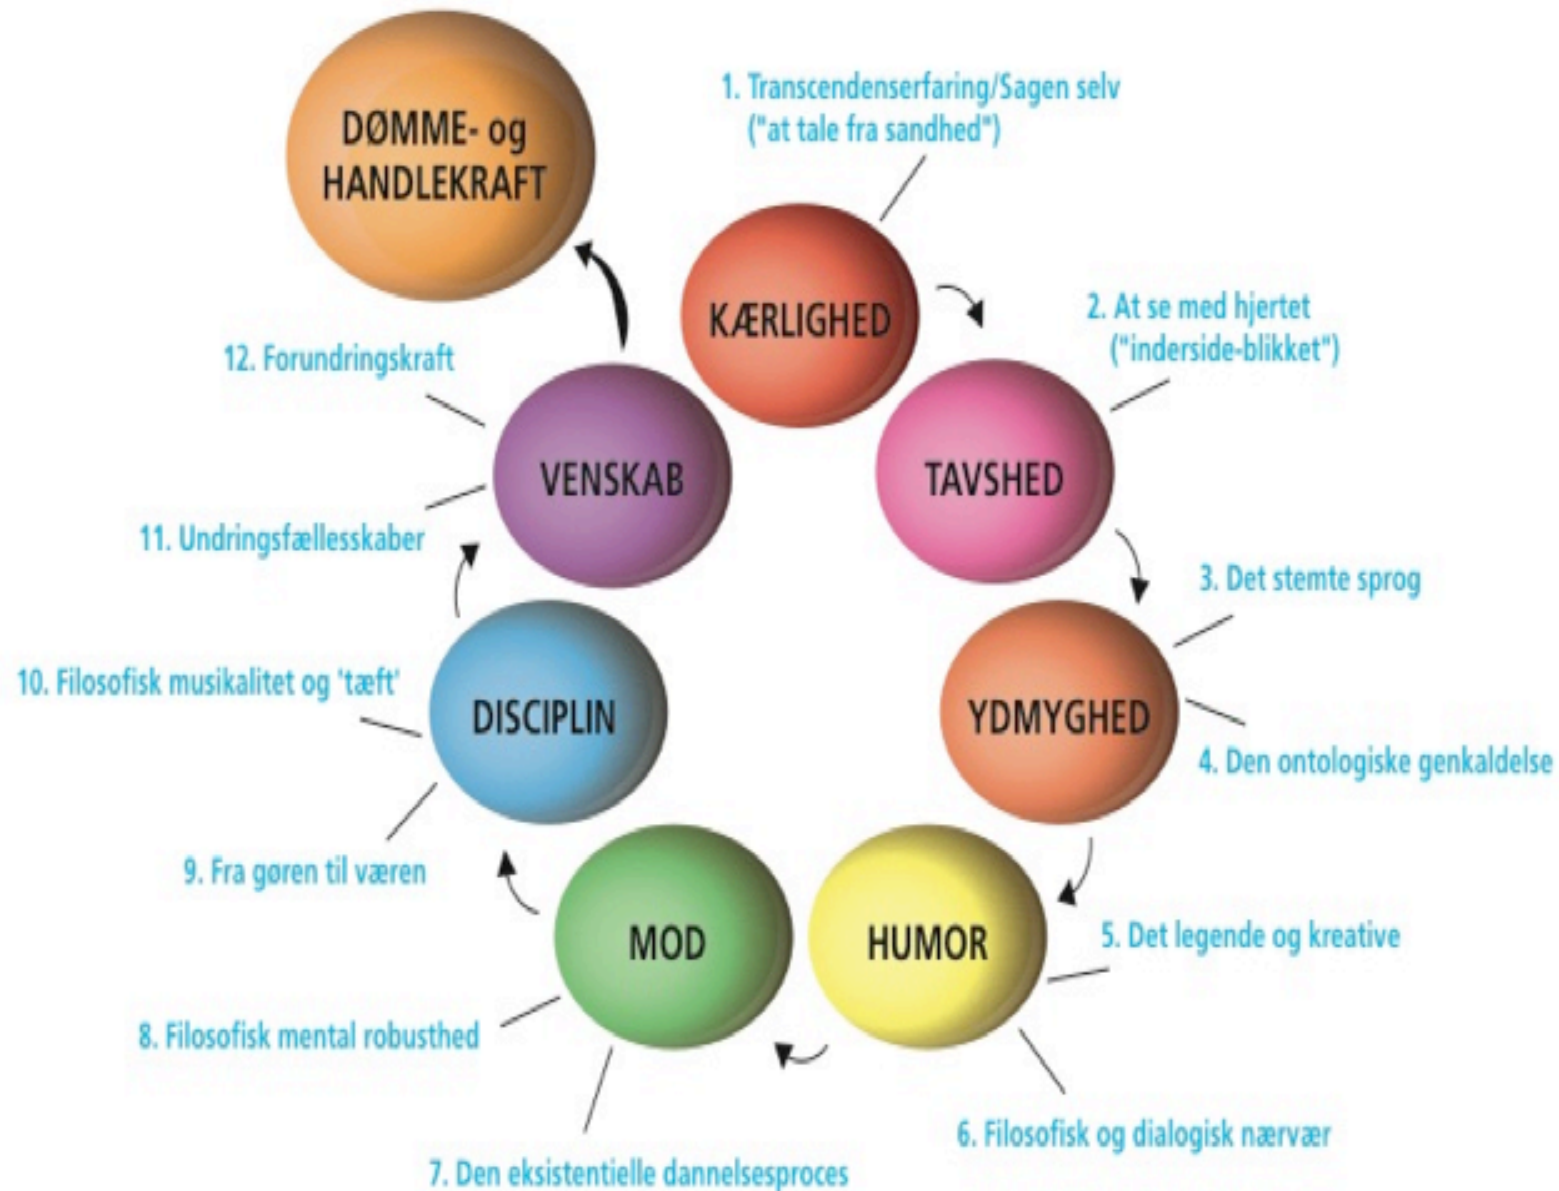 DØMME- og
HANDLEKRAFT
1. Transcendenserfaring/Sagen selv
("at tale fra sandhed")
KÆRLIGHED
2. At se med hjertet
("inderside-blikket")
TAVSHED
3. Det stemte sprog
YDMYGHED
4. Den ontologiske genkaldelse
5. Det legende og kreative
HUMOR
6. Filosofisk og dialogisk nærvær
7. Den eksistentielle dannelsesproces
MOD
8. Filosofisk mental robusthed
9. Fra gøren til væren
DISCIPLIN
10. Filosofisk musikalitet og 'tæft'
11. Undringsfællesskaber
VENSKAB
12. Forundringskraft